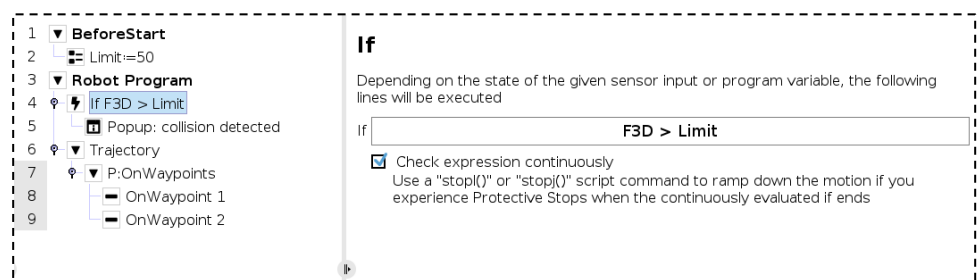 1 BeforeStart
2 Limit:=50
3 Robot Program
4 If F3D > Limit
5 Popup: collision detected
6 Trajectory
7 P:OnWaypoints
8 OnWaypoint 1
9 OnWaypoint 2
If
Depending on the state of the given sensor input or program variable, the following
lines will be executed
If F3D > Limit
Check expression continuously
Use a "stopl()" or "stopj()" script command to ramp down the motion if you
experience Protective Stops when the continuously evaluated if ends